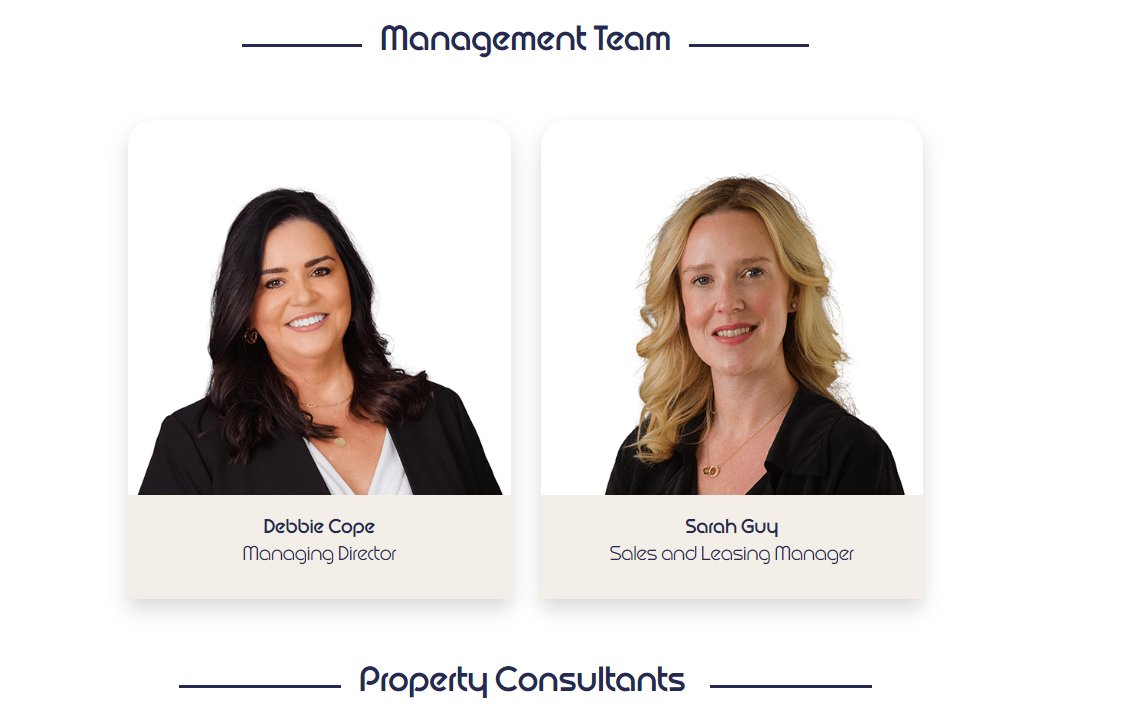 Management Team
Debbie Cope
Managing Director
Sarah Guy
Sales and Leasing Manager
Property Consultants